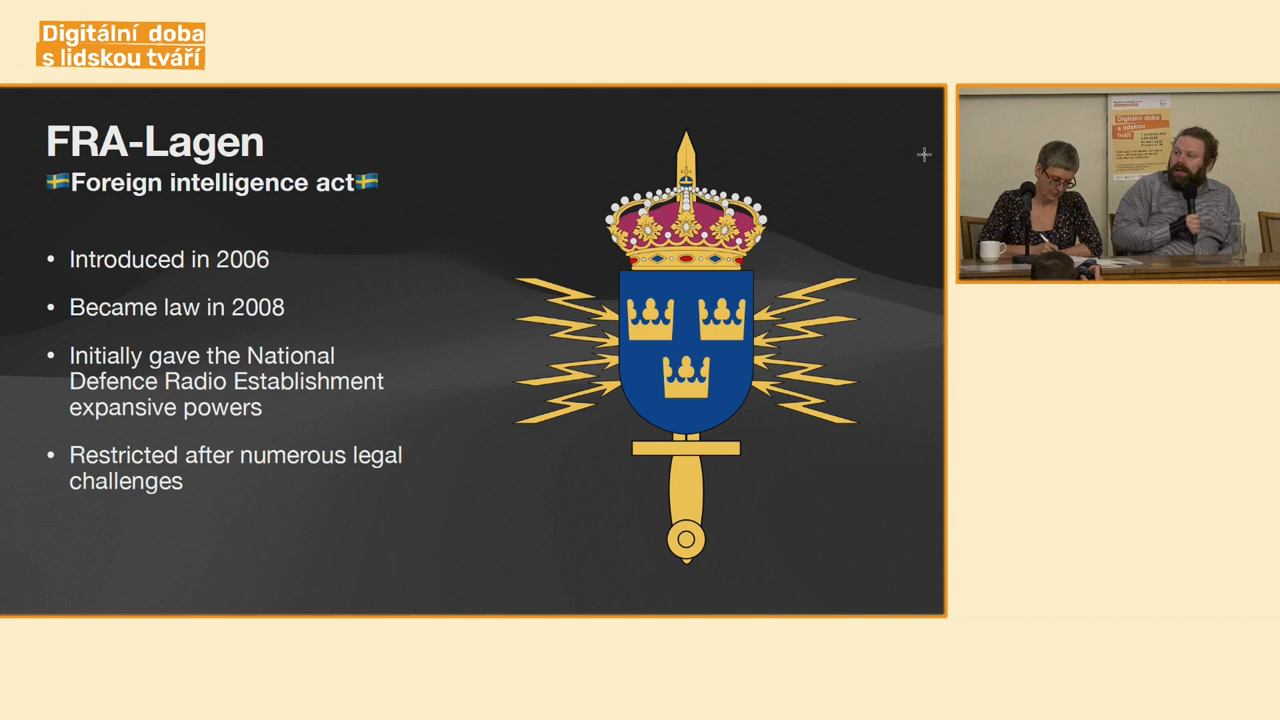 Digitální doba
s lidskou tváří
FRA-Lagen
🇸🇪Foreign intelligence act🇸🇪
• Introduced in 2006
• Became law in 2008
• Initially gave the National
Defence Radio Establishment
expansive powers
• Restricted after numerous legal
challenges
Digitální doba
s lidskou
tváří